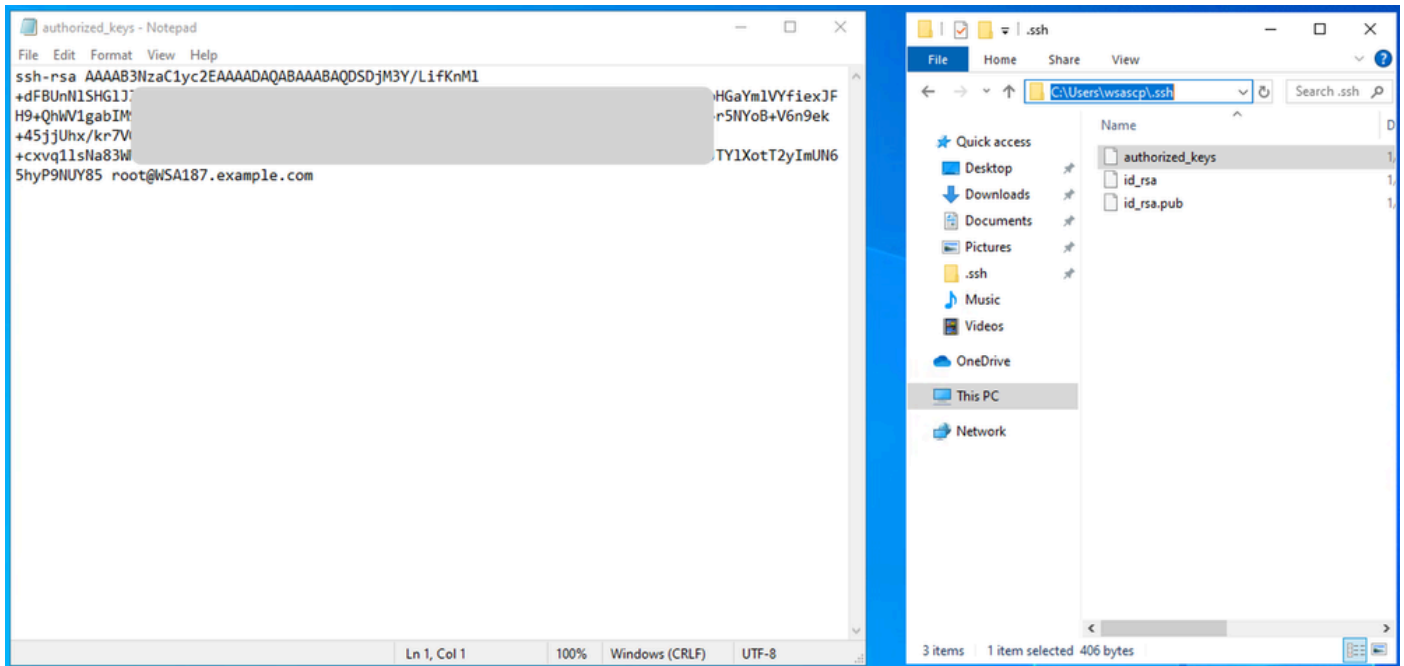 authorized_keys - Notepad
File Edit Format View Help
ssh-rsa AAAAB3NzaC1yc2EAAAADAQABAAABAQDSDjM3Y/LifKnMl
+dFBUnNlSHGlJ HGaYmlVYfiexJF
H9+QhWV1gabIM r5NYoB+V6n9ek
+45jjUhx/kr7V
+cxvq1lsNa83W TYlXotT2yImUN6
5hyP9NUY85 root@WSA187.example.com
Ln 1, Col 1 100% Windows (CRLF) UTF-8
.ssh
File Home Share View
C:\Users\wsascp\.ssh Search .ssh
Name D
Quick access
Desktop
Downloads
Documents
Pictures
.ssh
Music
Videos
OneDrive
This PC
Network
authorized_keys 1,
id_rsa 1,
id_rsa.pub 1,
3 items 1 item selected 406 bytes